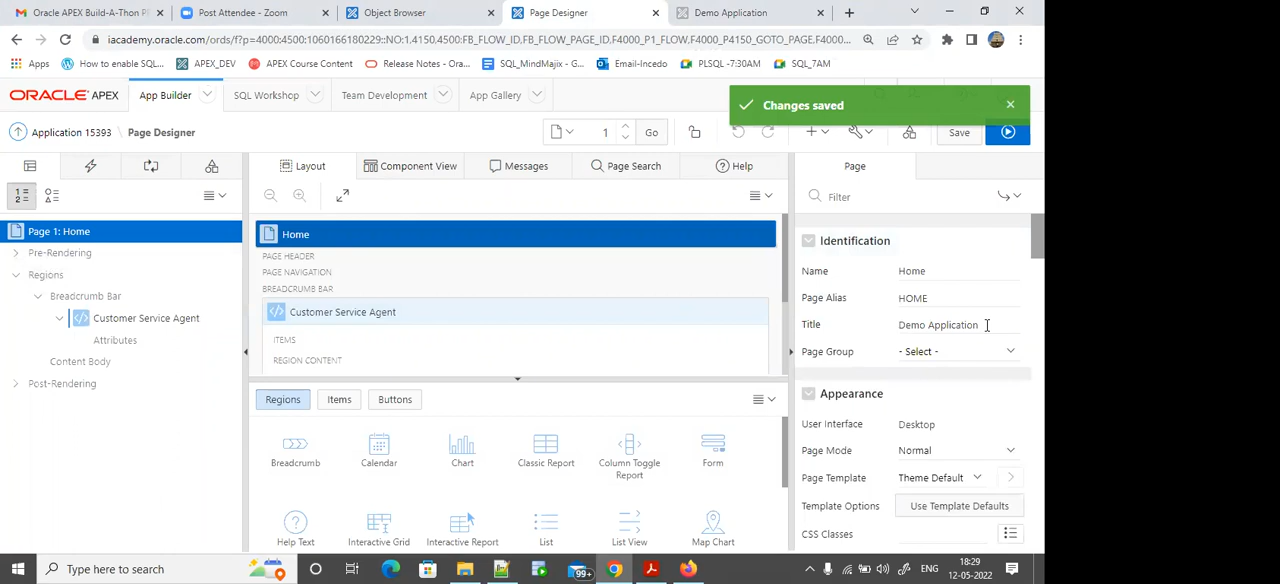 Oracle APEX Build-A-Thon P
Post Attendee - Zoom
Object Browser
Page Designer
Demo Application
iacademy.oracle.com/ords/f?p=4000:4500:1060166180229::NO:1,4150,4500:FB_FLOW_ID,FB_FLOW_PAGE_ID,F4000_P1_FLOW,F4000_P4150_GOTO_PAGE,F4000...
Apps
How to enable SQL...
APEX_DEV
APEX Course Content
Release Notes - Ora...
SQL_MindMajix - G...
Email-Incedo
PLSQL -7:30AM
SQL_7AM
ORACLE APEX
App Builder
SQL Workshop
Team Development
App Gallery
Changes saved
Application 15393 \ Page Designer
1
Go
Save
Layout
Component View
Messages
Page Search
Help
Page
Filter
Page 1: Home
Pre-Rendering
Regions
Breadcrumb Bar
Customer Service Agent
Attributes
Content Body
Post-Rendering
Home
PAGE HEADER
PAGE NAVIGATION
BREADCRUMB BAR
Customer Service Agent
ITEMS
REGION CONTENT
Regions
Items
Buttons
Breadcrumb
Calendar
Chart
Classic Report
Column Toggle
Report
Form
Help Text
Interactive Grid
Interactive Report
List
List View
Map Chart
Identification
Name
Home
Page Alias
HOME
Title
Demo Application
Page Group
- Select -
Appearance
User Interface
Desktop
Page Mode
Normal
Page Template
Theme Default
Template Options
Use Template Defaults
CSS Classes
Type here to search
99+
ENG
18:29
12-05-2022